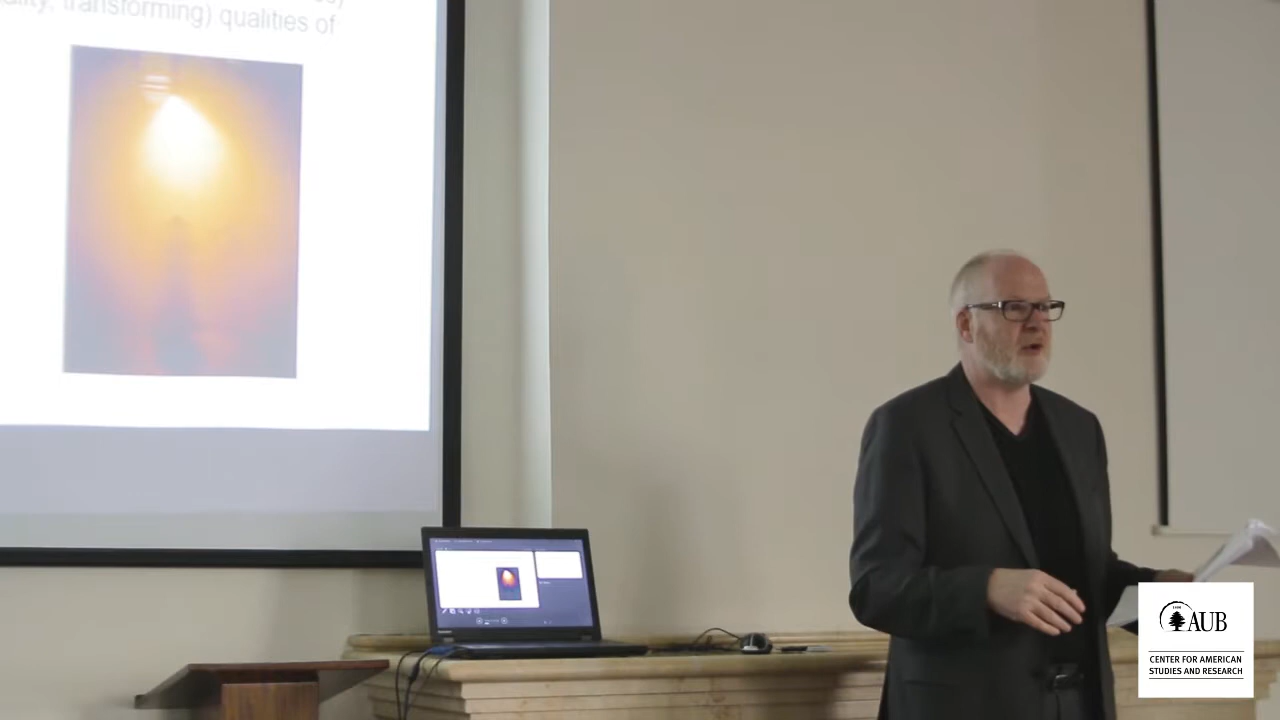 transforming) qualities of
AUB
CENTER FOR AMERICAN
STUDIES AND RESEARCH